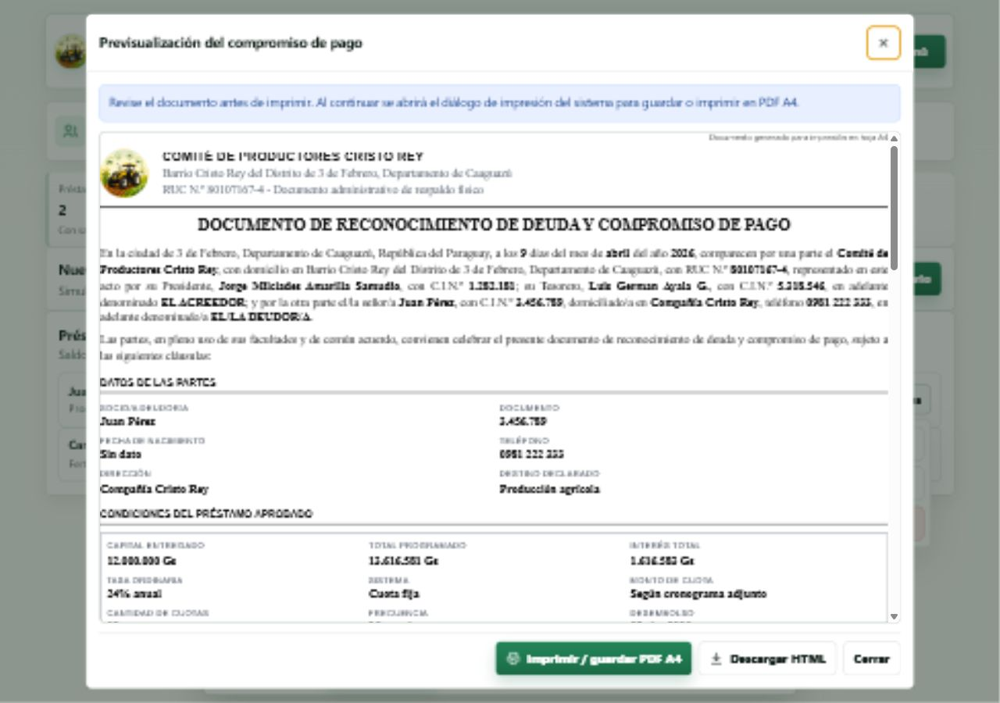 Previsualización del compromiso de pago
×
Revise el documento antes de imprimir. Al continuar se abrirá el diálogo de impresión del sistema para guardar o imprimir en PDF A4.
Documento generado para impresión en hoja A4
COMITÉ DE PRODUCTORES CRISTO REY
Barrio Cristo Rey del Distrito de 3 de Febrero, Departamento de Caaguazú
RUC N.° 80107167-4 - Documento administrativo de respaldo físico
DOCUMENTO DE RECONOCIMIENTO DE DEUDA Y COMPROMISO DE PAGO
En la ciudad de 3 de Febrero, Departamento de Caaguazú, República del Paraguay, a los 9 días del mes de abril del año 2026, comparecen por una parte el Comité de
Productores Cristo Rey, con domicilio en Barrio Cristo Rey del Distrito de 3 de Febrero, Departamento de Caaguazú, con RUC N.° 80107167-4, representado en este
acto por su Presidente, Jorge Milciades Amarilla Samudio, con C.I.N.° su Tesorero, Luis German Ayala G., con C.I.N.° en adelante
denominado EL ACREEDOR; y por la otra parte el/la señor/a Juan Pérez, con C.I.N.° 3.456.789, domiciliado/a en Compañía Cristo Rey, teléfono 0981 222 333, en
adelante denominado/a EL/LA DEUDOR/A.
Las partes, en pleno uso de sus facultades y de común acuerdo, convienen celebrar el presente documento de reconocimiento de deuda y compromiso de pago, sujeto a
las siguientes cláusulas:
DATOS DE LAS PARTES
SOCIO/A DEUDOR/A
DOCUMENTO
Juan Pérez
3.456.789
FECHA DE NACIMIENTO
TELÉFONO
Sin dato
0981 222 333
DIRECCIÓN
DESTINO DECLARADO
Compañía Cristo Rey
Producción agrícola
CONDICIONES DEL PRÉSTAMO APROBADO
CAPITAL ENTREGADO
TOTAL PROGRAMADO
INTERÉS TOTAL
12.000.000 Gs
13.616.583 Gs
1.616.583 Gs
TASA ORDINARIA
SISTEMA
MONTO DE CUOTA
24% anual
Cuota fija
Según cronograma adjunto
CANTIDAD DE CUOTAS
FRECUENCIA
DESEMBOLSO
Imprimir / guardar PDF A4
Descargar HTML
Cerrar
2